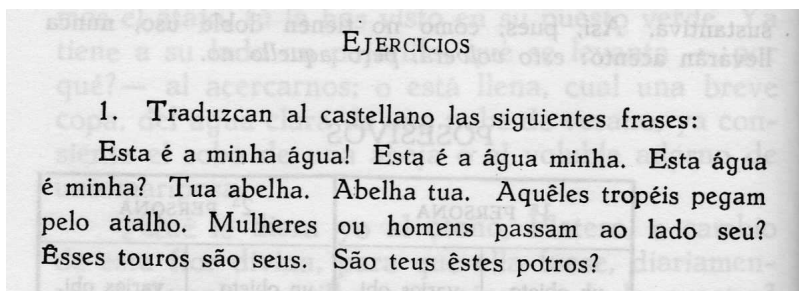 EJERCICIOS
1. Traduzcan al castellano las siguientes frases:
Esta é a minha água! Esta é a água minha. Esta água
é minha? Tua abelha. Abelha tua. Aquêles tropéis pegam
pelo atalho. Mulheres ou homens passam ao lado seu?
Êsses touros são seus. São teus êstes potros?